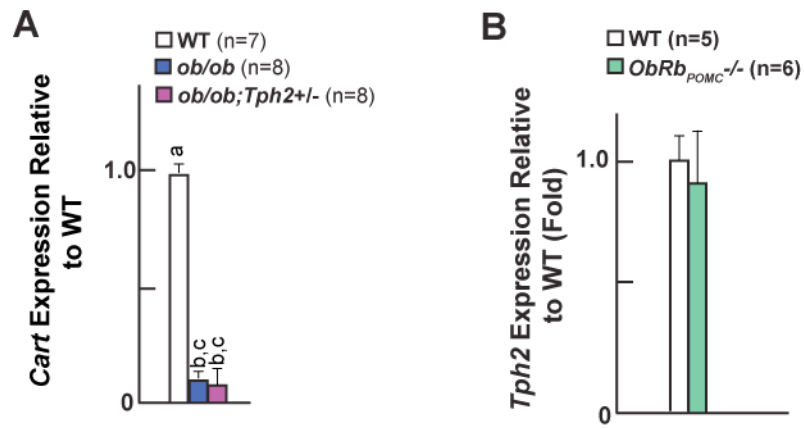 A
WT (n=7)
ob/ob (n=8)
ob/ob;Tph2+/- (n=8)
Cart Expression Relative
to WT
1.0
0
a
b,c
b,c
B
WT (n=5)
ObRbPOMC-/- (n=6)
Tph2 Expression Relative
to WT (Fold)
1.0
0